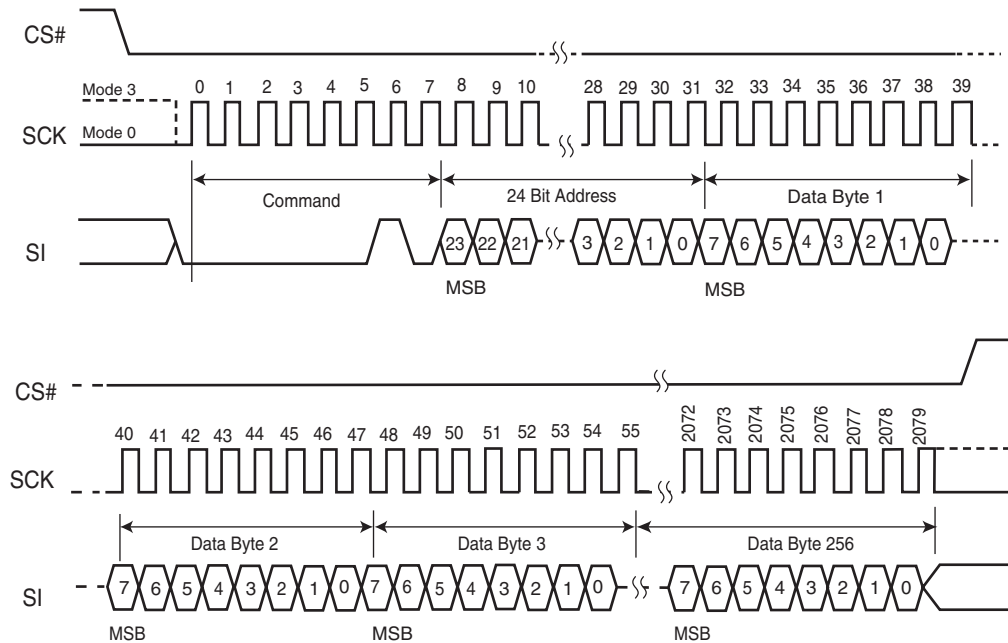 CS#
Mode 3
0 1 2 3 4 5 6 7 8 9 10 28 29 30 31 32 33 34 35 36 37 38 39
SCK
Mode 0
Command
24 Bit Address
Data Byte 1
SI
23 22 21 3 2 1 0 7 6 5 4 3 2 1 0
MSB
MSB
CS#
40 41 42 43 44 45 46 47 48 49 50 51 52 53 54 55 2072 2073 2074 2075 2076 2077 2078 2079
SCK
Data Byte 2
Data Byte 3
Data Byte 256
SI
7 6 5 4 3 2 1 0 7 6 5 4 3 2 1 0 7 6 5 4 3 2 1 0
MSB
MSB
MSB